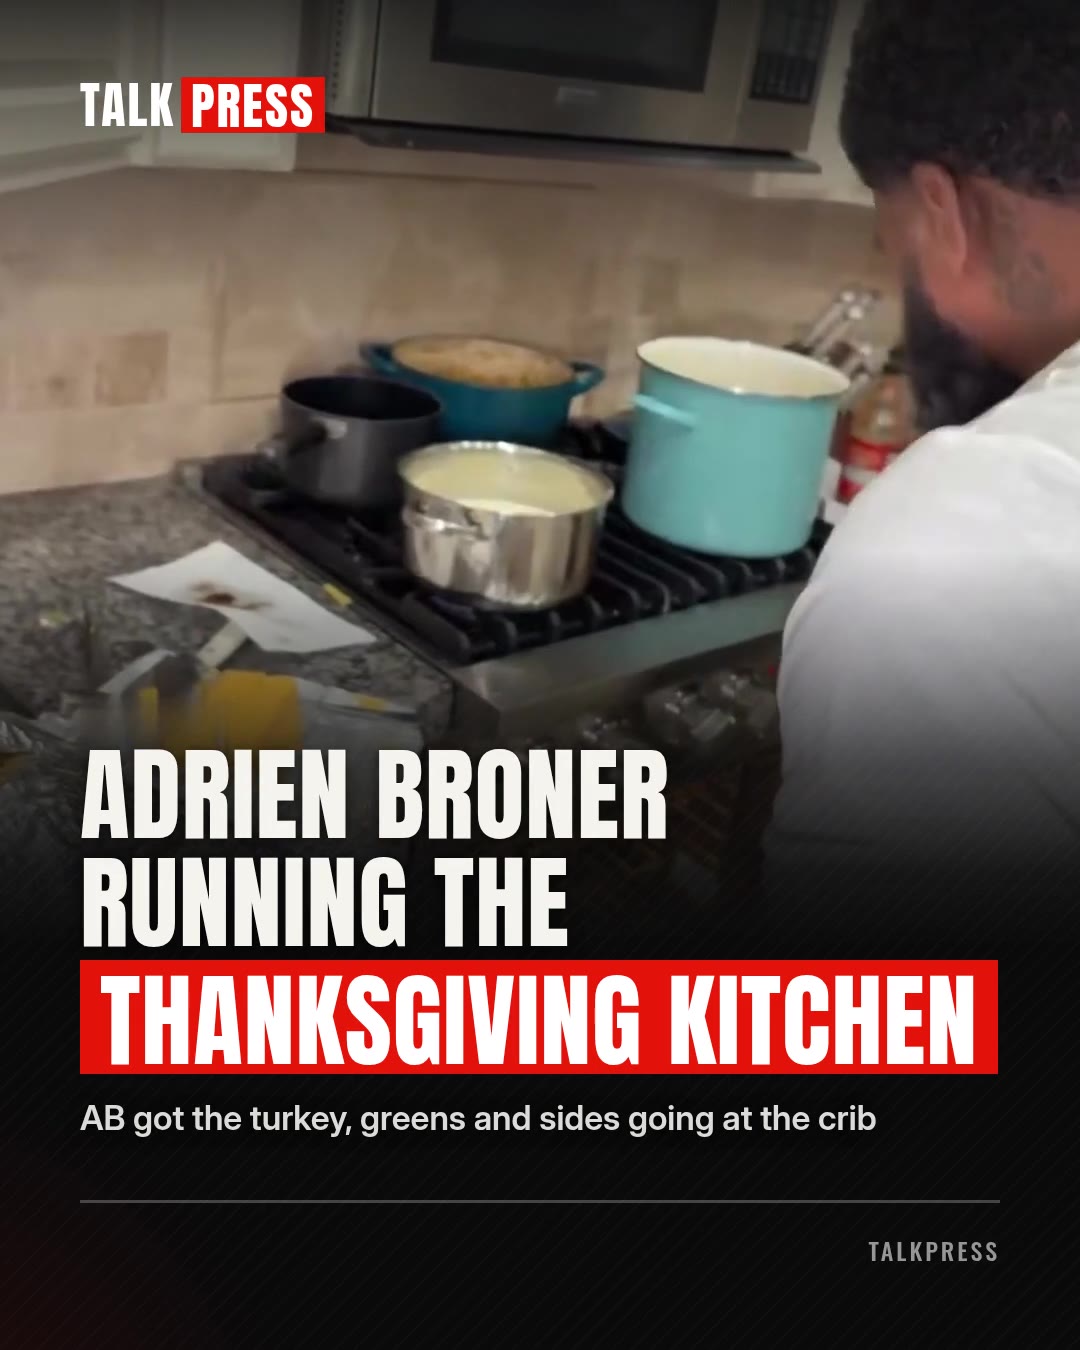 TALK PRESS
ADRIEN BRONER
RUNNING THE
THANKSGIVING KITCHEN
AB got the turkey, greens and sides going at the crib
TALKPRESS